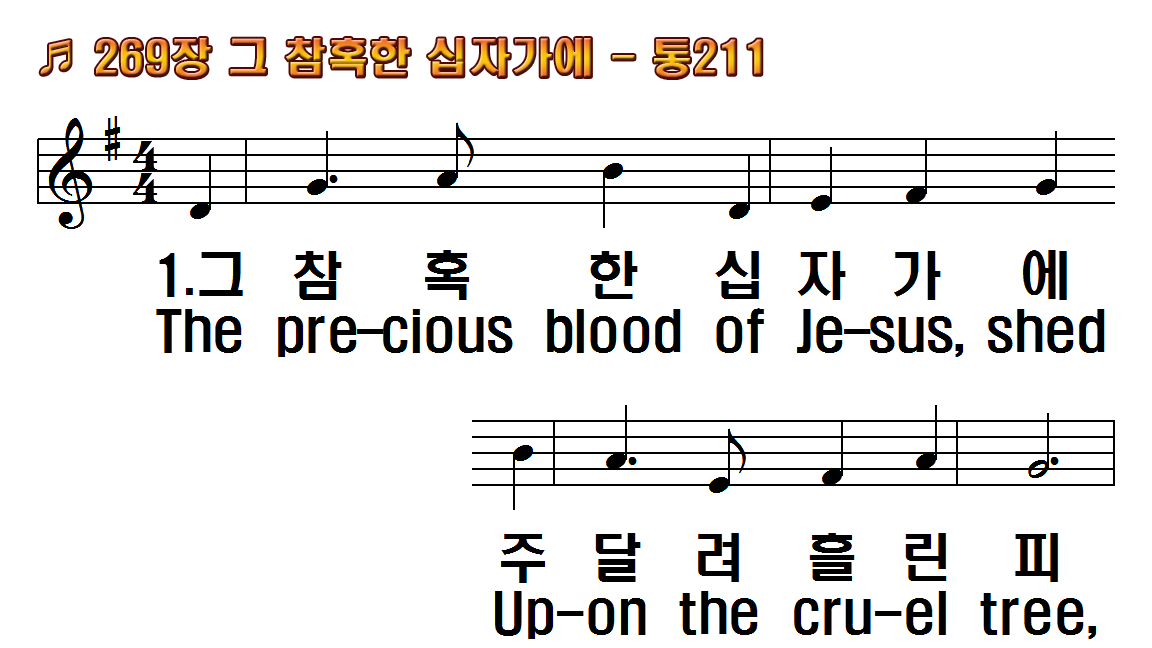 ♬ 269장 그 참혹한 십자가에 - 통211
4 4
1.그 참 혹 한 십 자 가 에
The pre-cious blood of Je-sus, shed
주 달 려 흘 린 피
Up-on the cru-el tree,